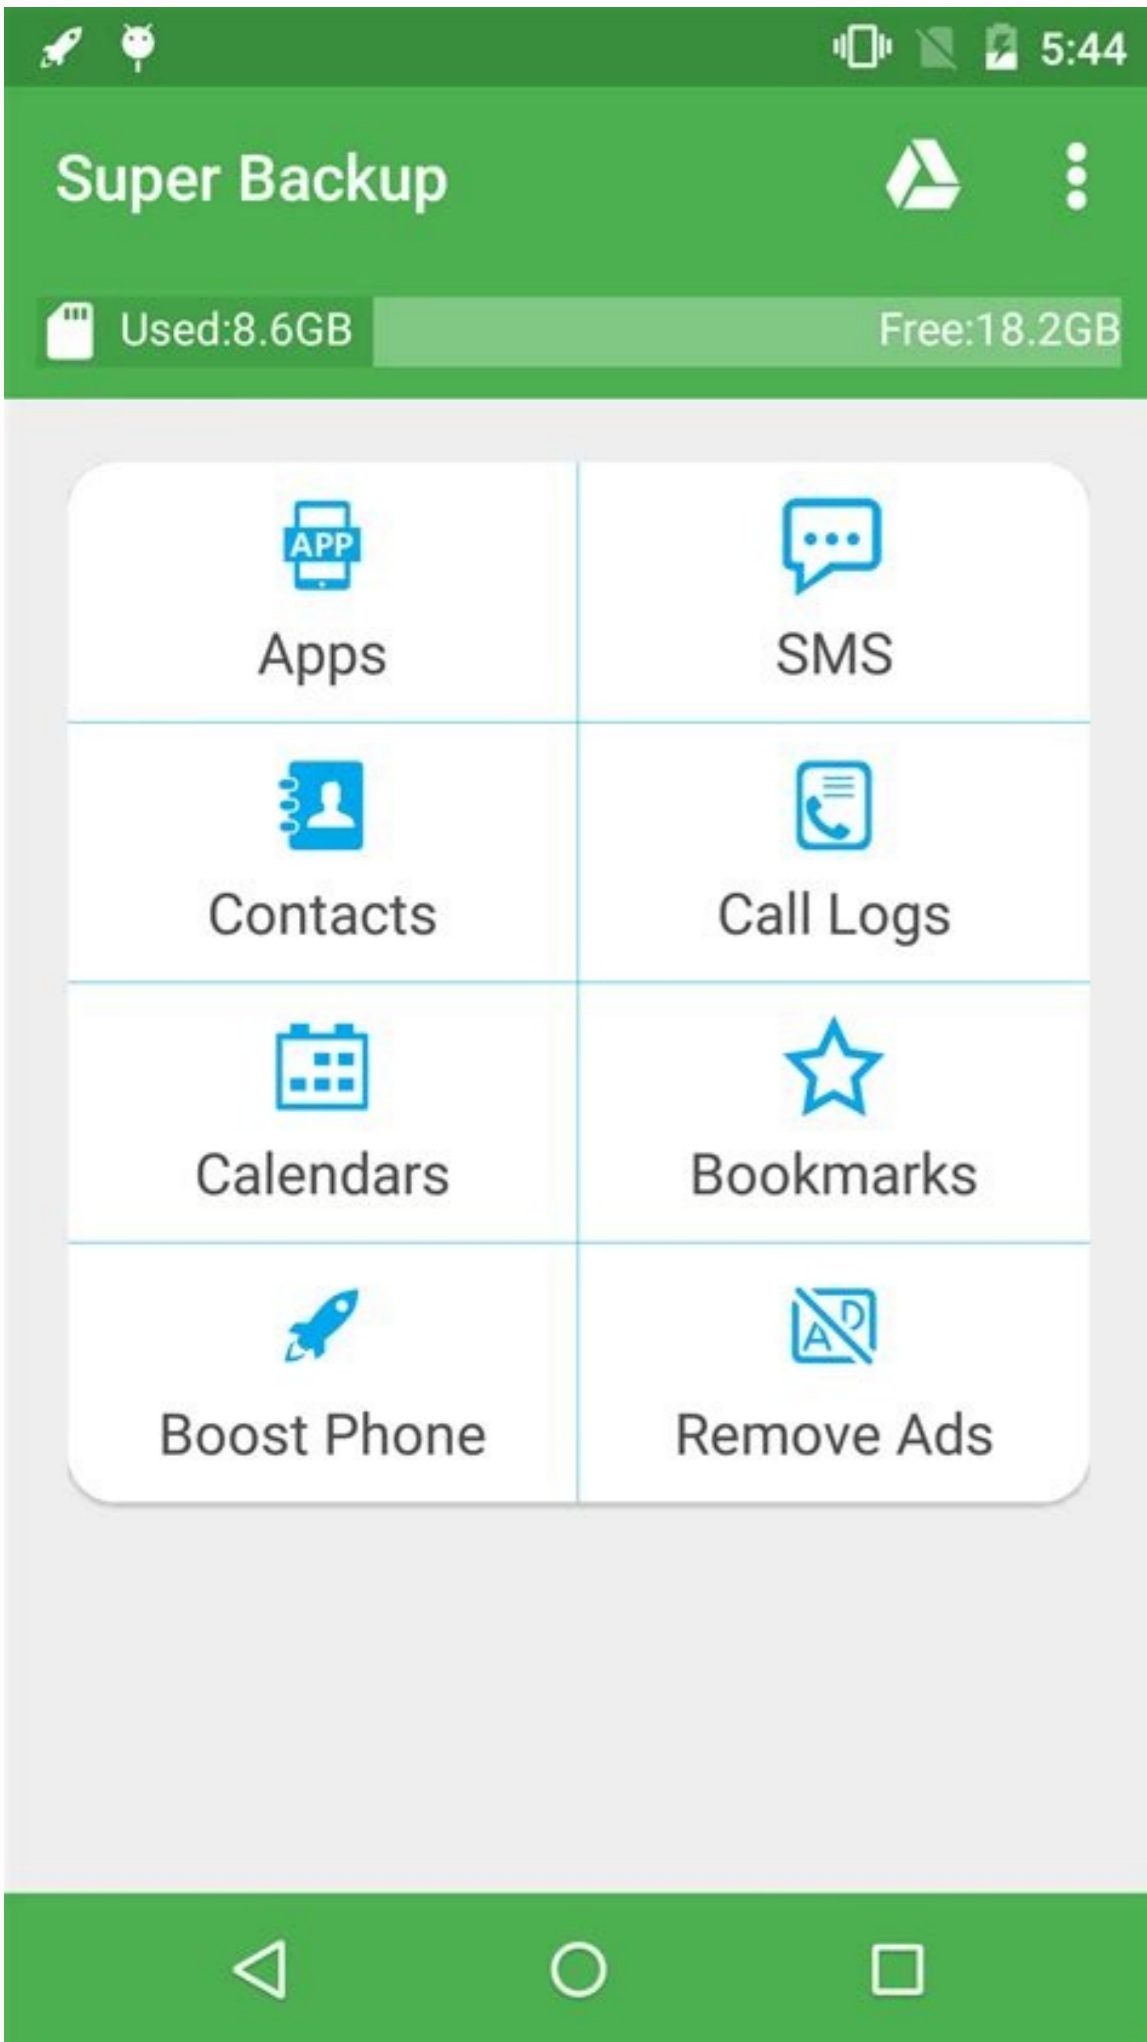 5:44
Super Backup
Used:8.6GB Free:18.2GB
APP
Apps
SMS
Contacts
Call Logs
Calendars
Bookmarks
Boost Phone
AD
Remove Ads